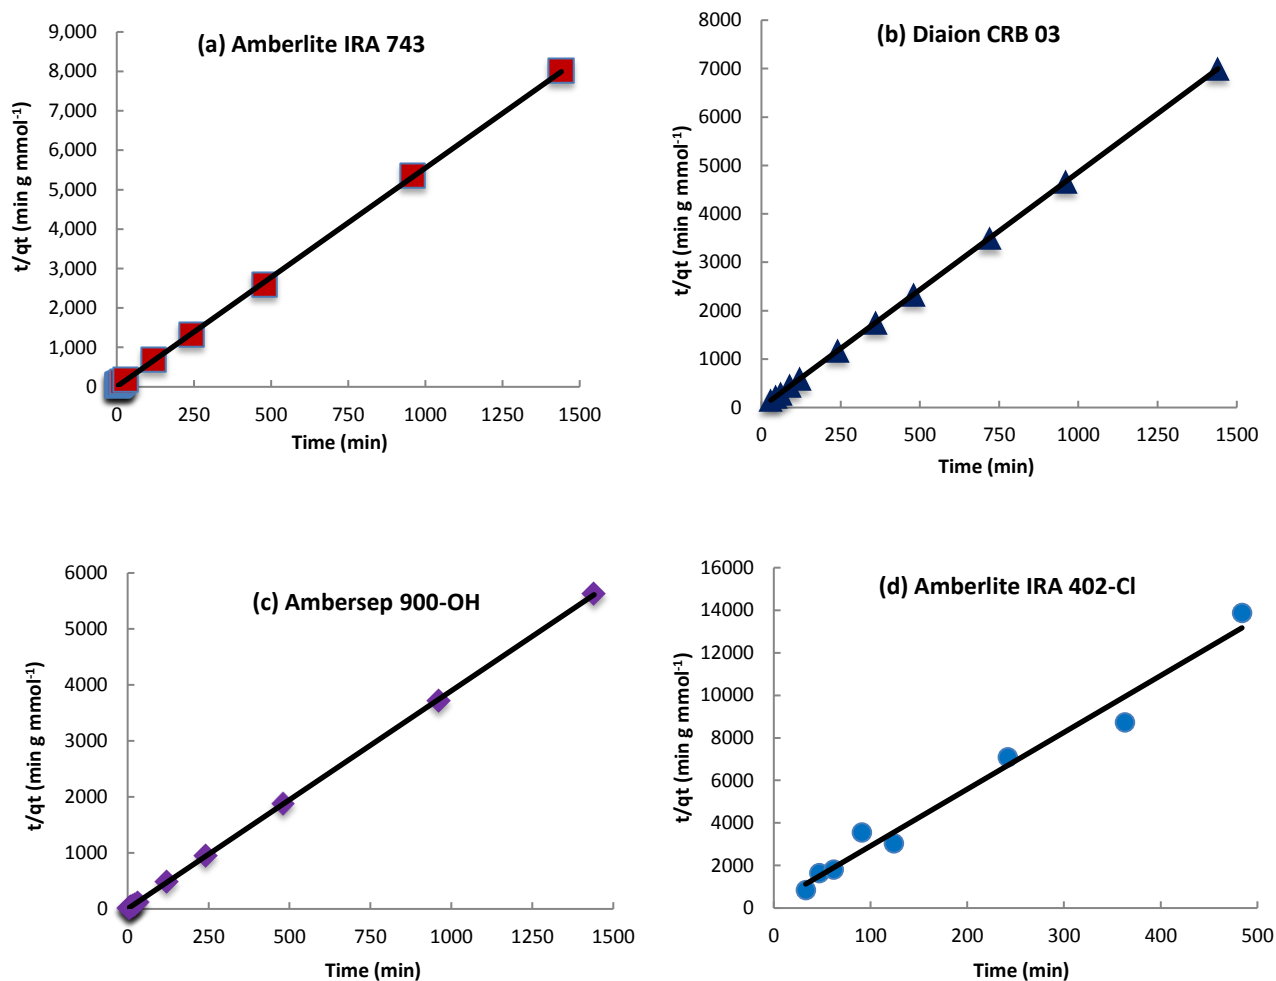 (a) Amberlite IRA 743
t/qt (min g mmol⁻¹)
9,000
8,000
7,000
6,000
5,000
4,000
3,000
2,000
1,000
0
0 250 500 750 1000 1250 1500
Time (min)
(b) Diaion CRB 03
t/qt (min g mmol⁻¹)
8000
7000
6000
5000
4000
3000
2000
1000
0
0 250 500 750 1000 1250 1500
Time (min)
(c) Ambersep 900-OH
t/qt (min g mmol⁻¹)
6000
5000
4000
3000
2000
1000
0
0 250 500 750 1000 1250 1500
Time (min)
(d) Amberlite IRA 402-Cl
t/qt (min g mmol⁻¹)
16000
14000
12000
10000
8000
6000
4000
2000
0
0 100 200 300 400 500
Time (min)